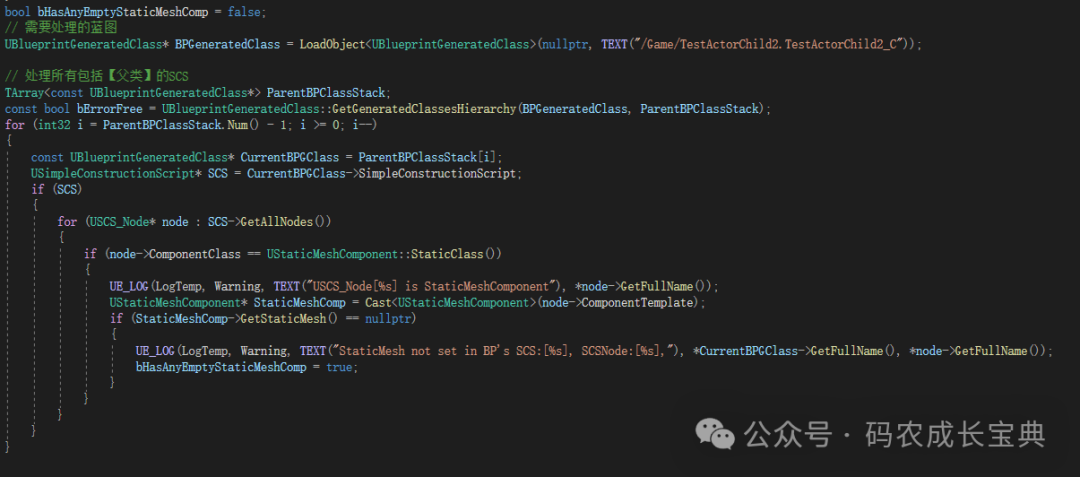 bool bHasAnyEmptyStaticMeshComp = false;
// 需要处理的蓝图
UBlueprintGeneratedClass* BPGeneratedClass = LoadObject<UBlueprintGeneratedClass>(nullptr, TEXT("/Game/TestActorChild2.TestActorChild2_C"));
// 处理所有包括【父类】的SCS
TArray<const UBlueprintGeneratedClass*> ParentBPClassStack;
const bool bErrorFree = UBlueprintGeneratedClass::GetGeneratedClassesHierarchy(BPGeneratedClass, ParentBPClassStack);
for (int32 i = ParentBPClassStack.Num() - 1; i >= 0; i--)
{
const UBlueprintGeneratedClass* CurrentBPGClass = ParentBPClassStack[i];
USimpleConstructionScript* SCS = CurrentBPGClass->SimpleConstructionScript;
if (SCS)
{
for (USCS_Node* node : SCS->GetAllNodes())
{
if (node->ComponentClass == UStaticMeshComponent::StaticClass())
{
UE_LOG(LogTemp, Warning, TEXT("USCS_Node[%s] is StaticMeshComponent"), *node->GetFullName());
UStaticMeshComponent* StaticMeshComp = Cast<UStaticMeshComponent>(node->ComponentTemplate);
if (StaticMeshComp->GetStaticMesh() == nullptr)
{
UE_LOG(LogTemp, Warning, TEXT("StaticMesh not set in BP's SCS:[%s], SCSNode:[%s],"), *CurrentBPGClass->GetFullName(), *node->GetFullName());
bHasAnyEmptyStaticMeshComp = true;
}
}
}
}
}
公众号 · 码农成长宝典